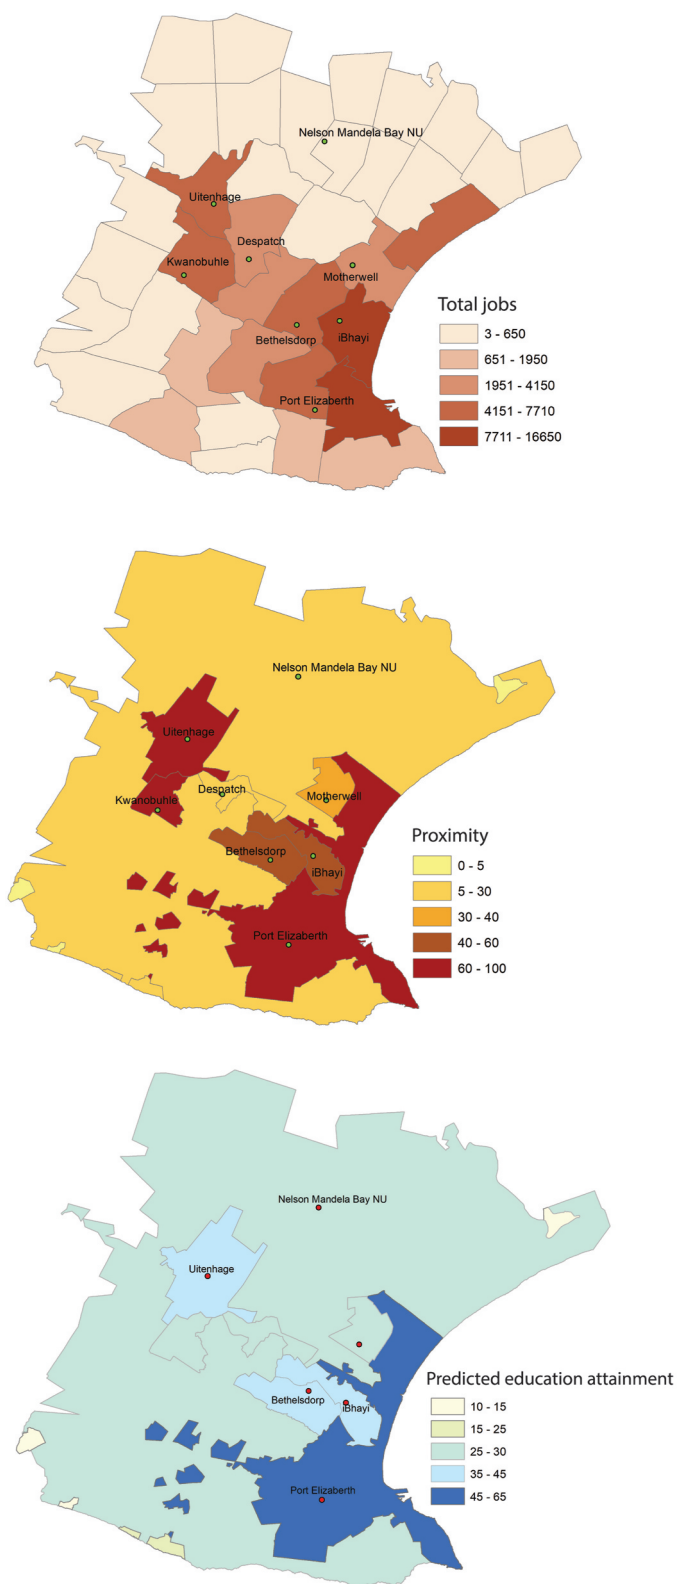 Nelson Mandela Bay NU
Uitenhage
Despatch
Kwanobuhle
Motherwell
Total jobs
3 - 650
iBhayi
Bethelsdorp
651 - 1950
1951 - 4150
Port Elizaberth
4151 - 7710
7711 - 16650
Nelson Mandela Bay NU
Uitenhage
Despatch
Kwanobuhle
Motherwell
Proximity
Bethelsdorp
0 - 5
iBhayi
5 - 30
30 - 40
Port Elizaberth
40 - 60
60 - 100
Nelson Mandela Bay NU
Uitenhage
Predicted education attainment
Bethelsdorp
iBhayi
10 - 15
15 - 25
25 - 30
35 - 45
Port Elizaberth
45 - 65